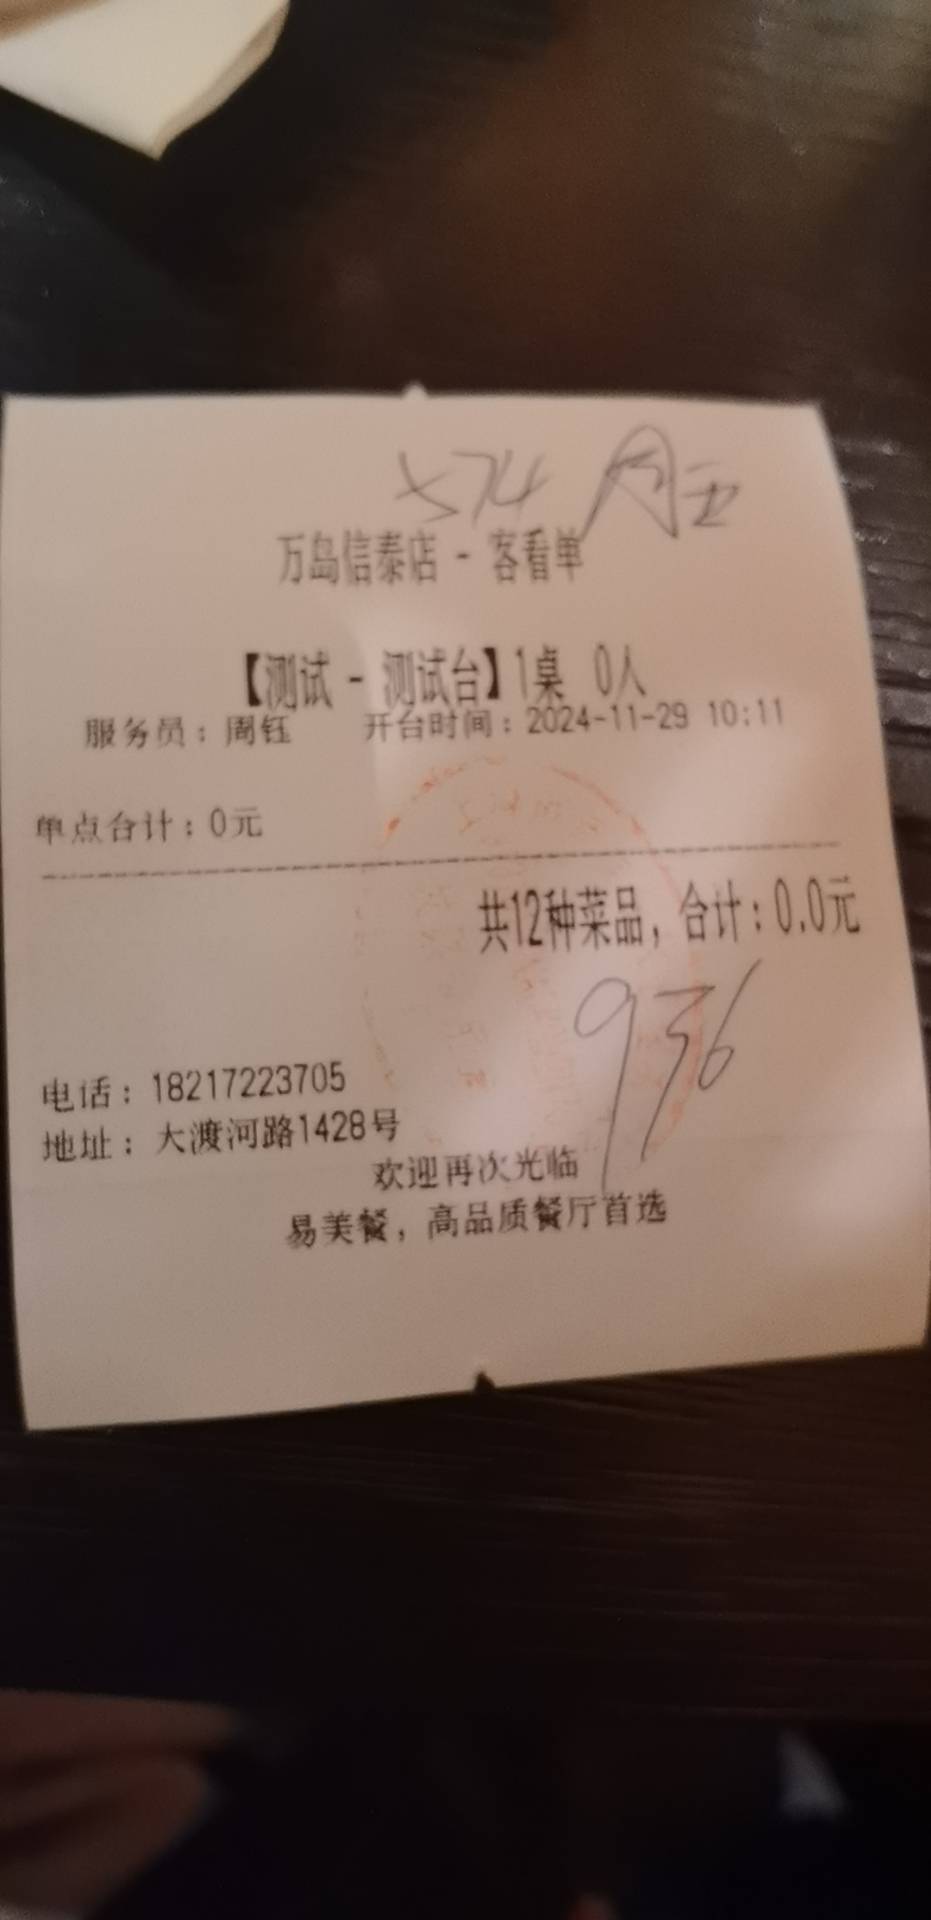 574
万岛信泰店 - 客看单
【测试 - 测试台】1桌 0人
服务员：周钰 开台时间：2024-11-29 10:11
单点合计：0元
共12种菜品，合计：0.0元
936
电话：18217223705
地址：大渡河路1428号
欢迎再次光临
易美餐，高品质餐厅首选